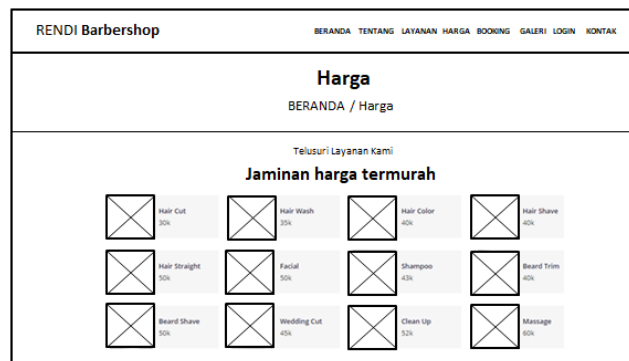 RENDI Barbershop
BERANDA TENTANG LAYANAN HARGA BOOKING GALERI LOGIN KONTAK
Harga
BERANDA / Harga
Telusuri Layanan Kami
Jaminan harga termurah
Hair Cut
30k
Hair Wash
35k
Hair Color
40k
Hair Shave
40k
Hair Straight
50k
Facial
50k
Shampoo
43k
Beard Trim
40k
Beard Shave
50k
Wedding Cut
45k
Clean Up
52k
Massage
60k